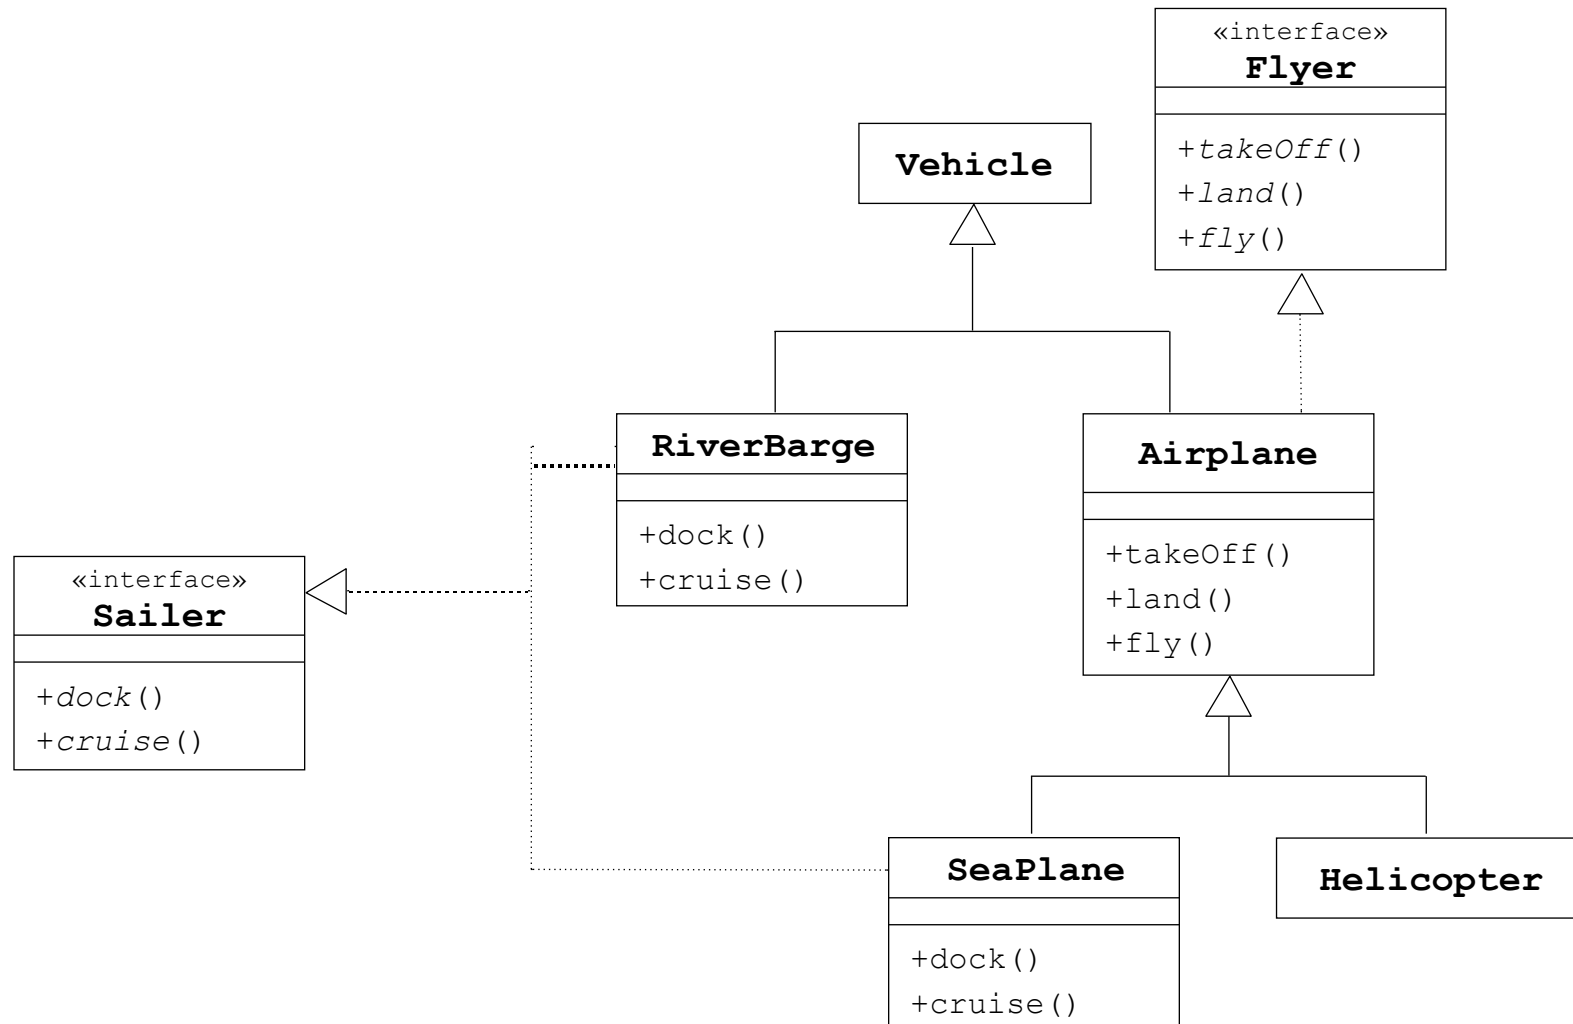 «interface»
Flyer
+takeOff()
+land()
+fly()
Vehicle
RiverBarge
+dock()
+cruise()
Airplane
+takeOff()
+land()
+fly()
«interface»
Sailer
+dock()
+cruise()
SeaPlane
+dock()
+cruise()
Helicopter